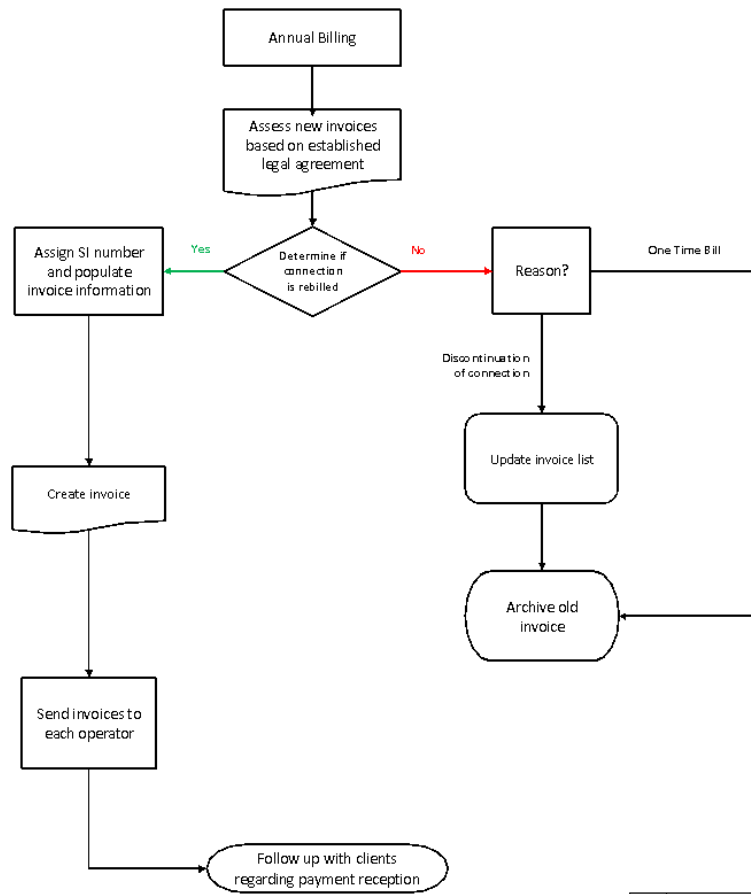 Annual Billing
Assess new invoices
based on established
legal agreement
Assign SI number
and populate
invoice information
Yes
Determine if
connection
is rebilled
No
Reason?
One Time Bill
Discontinuation
of connection
Update invoice list
Create invoice
Archive old
invoice
Send invoices to
each operator
Follow up with clients
regarding payment reception